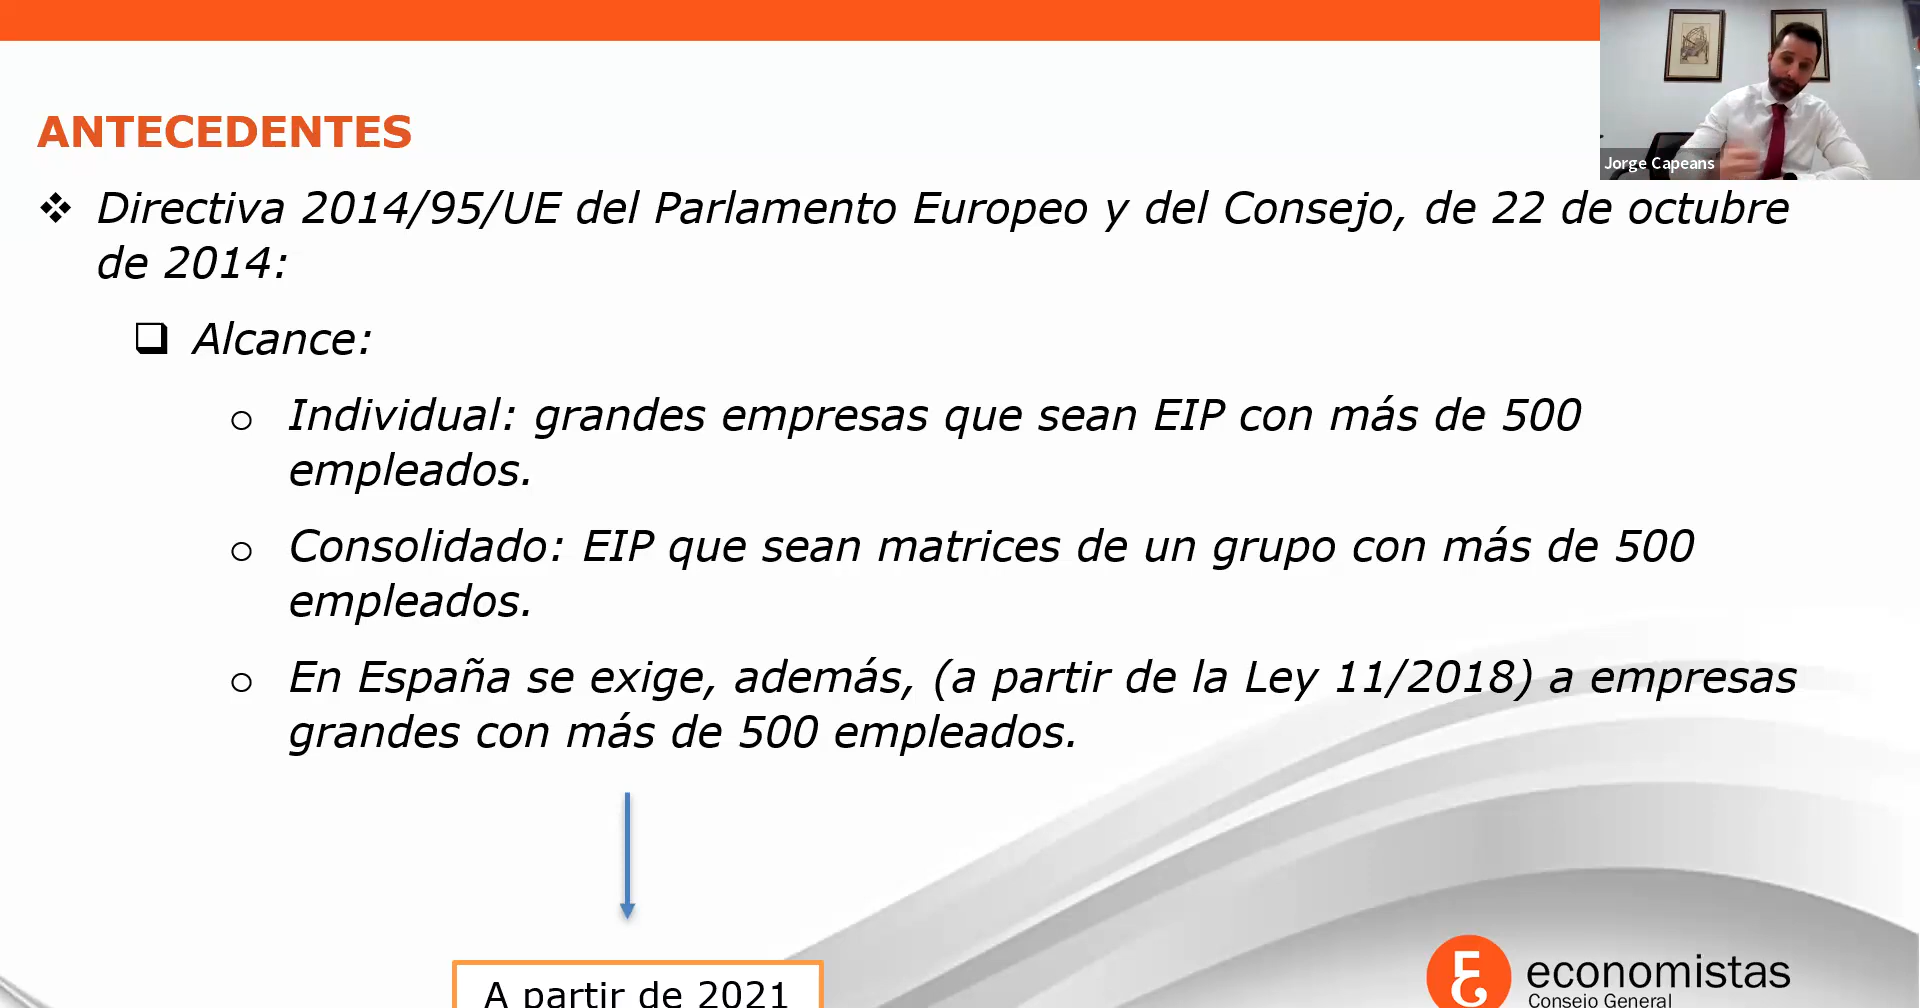 ANTECEDENTES
Jorge Capeans
❖ Directiva 2014/95/UE del Parlamento Europeo y del Consejo, de 22 de octubre
de 2014:
❑ Alcance:
o Individual: grandes empresas que sean EIP con más de 500
empleados.
o Consolidado: EIP que sean matrices de un grupo con más de 500
empleados.
o En España se exige, además, (a partir de la Ley 11/2018) a empresas
grandes con más de 500 empleados.
A partir de 2021
economistas
Consejo General